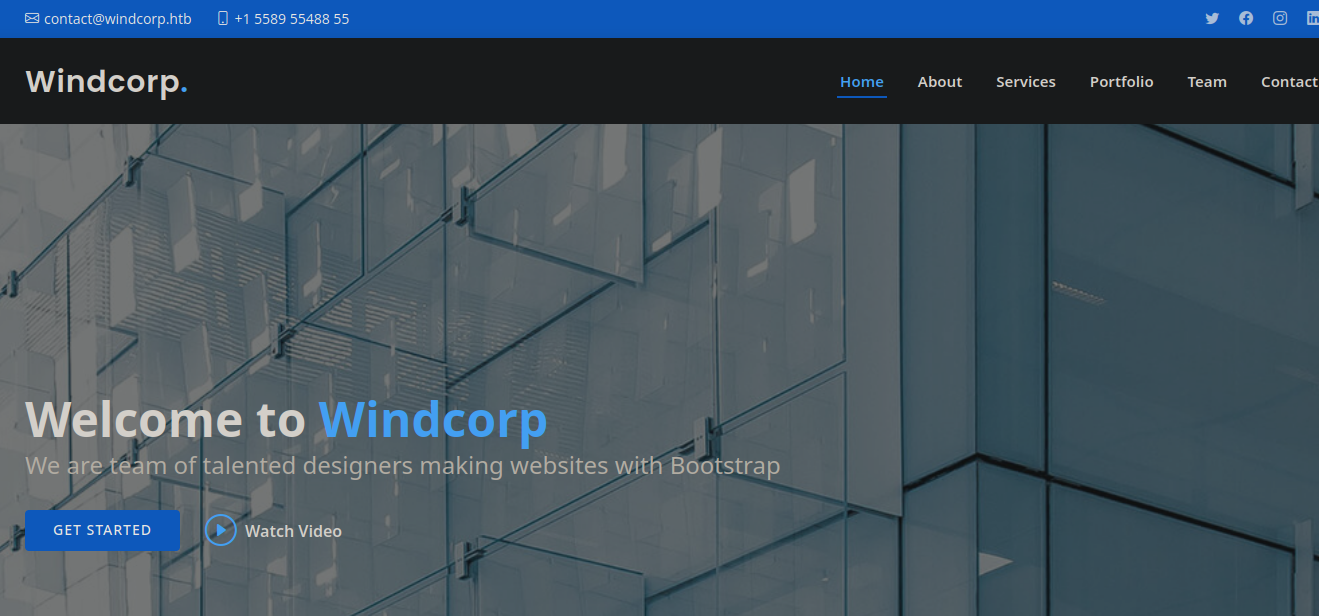 contact@windcorp.htb +1 5589 55488 55
Windcorp.
Home About Services Portfolio Team Contact
Welcome to Windcorp
We are team of talented designers making websites with Bootstrap
GET STARTED Watch Video